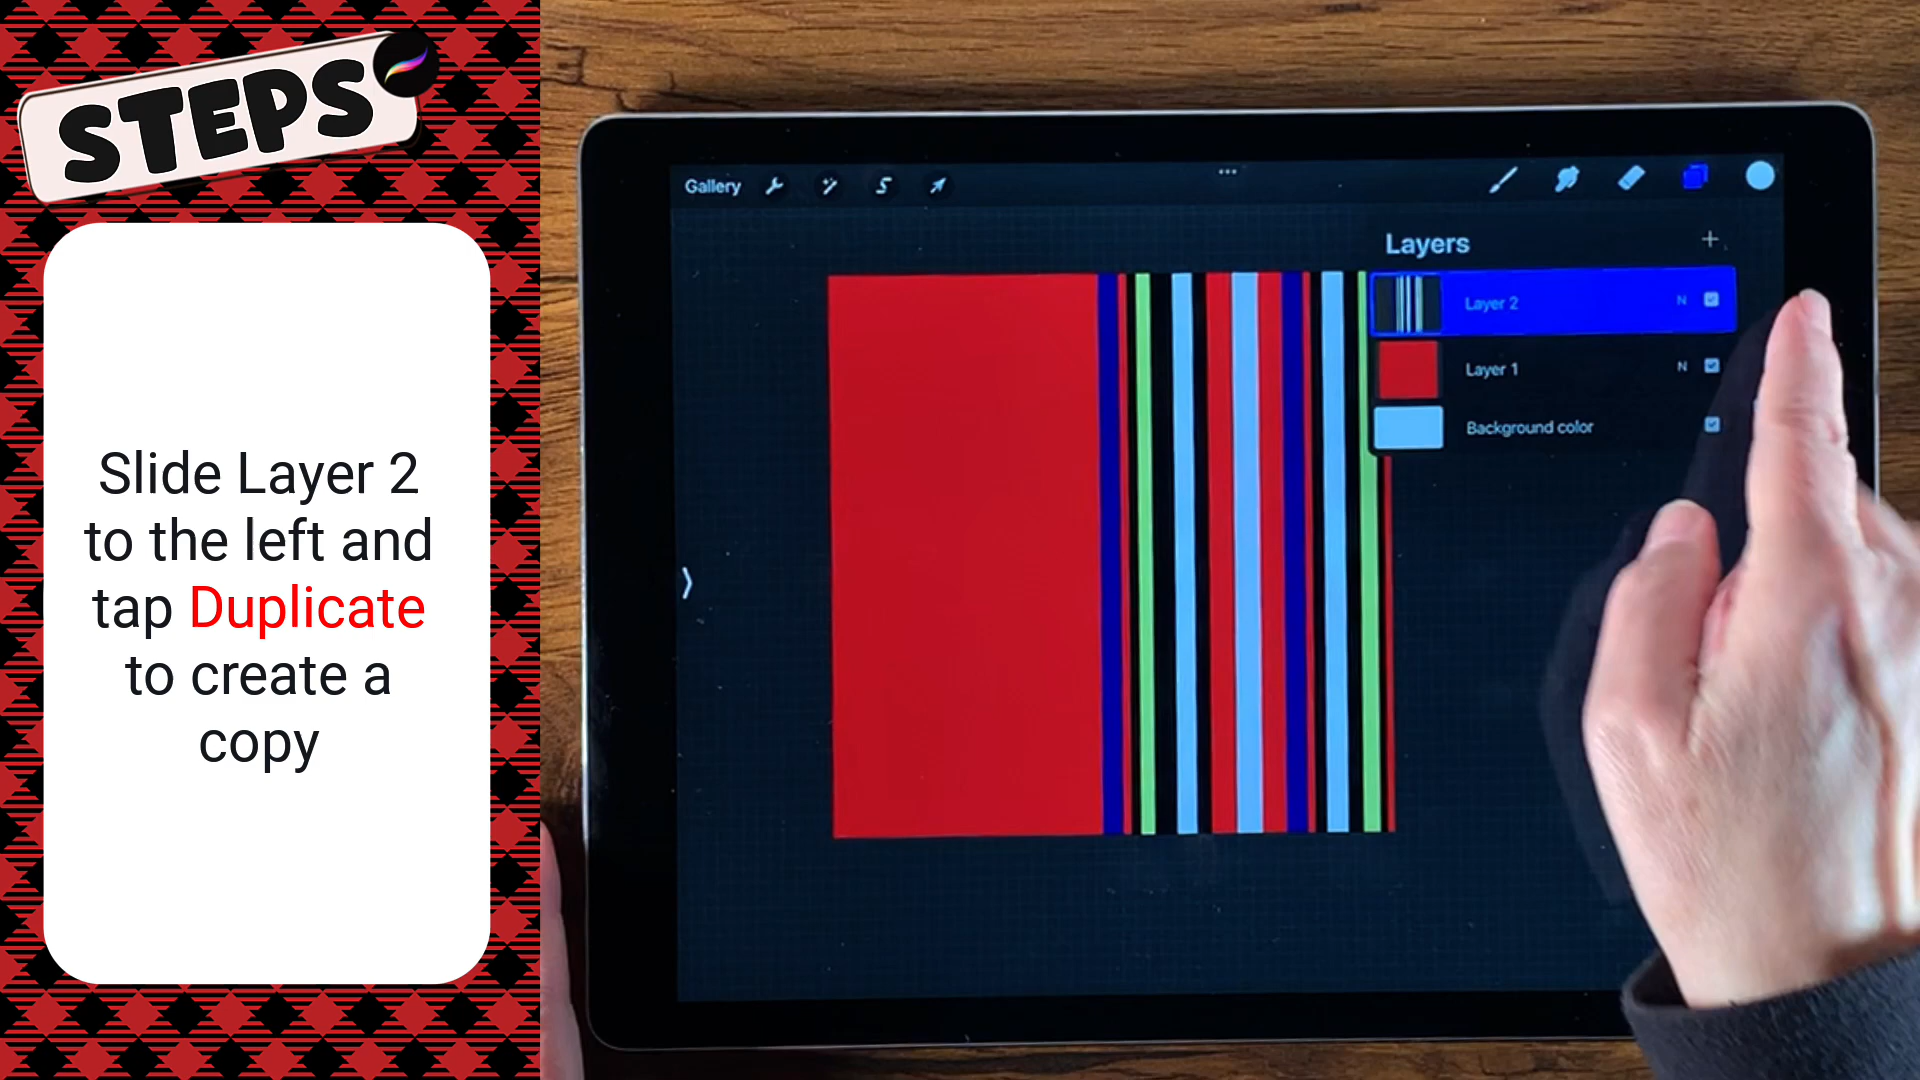 STEPS
Slide Layer 2
to the left and
tap Duplicate
to create a
copy
Gallery
Layers
Layer 2 N
Layer 1 N
Background color